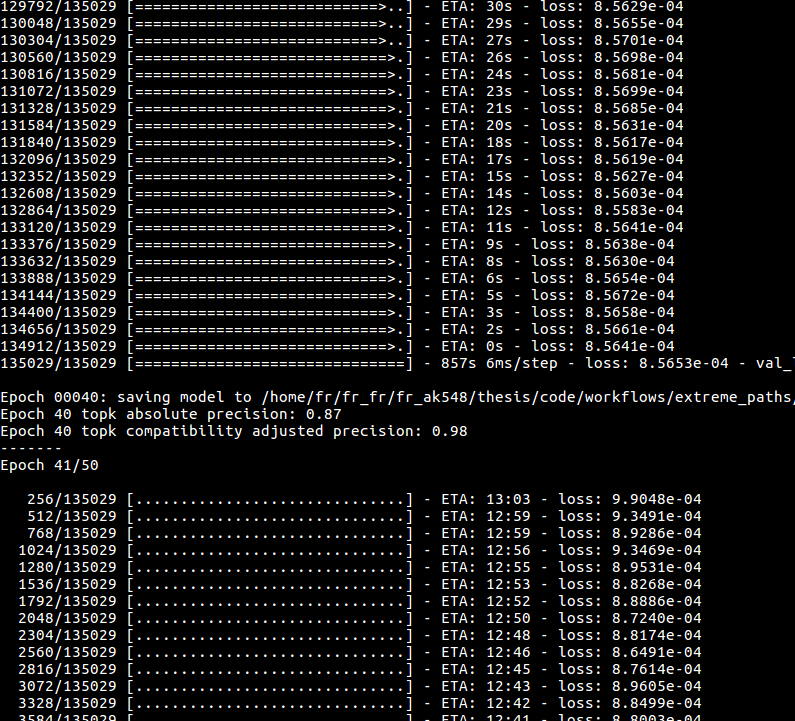 129792/135029 [===========================>..] - ETA: 30s - loss: 8.5629e-04
130048/135029 [===========================>..] - ETA: 29s - loss: 8.5655e-04
130304/135029 [===========================>..] - ETA: 27s - loss: 8.5701e-04
130560/135029 [============================>.] - ETA: 26s - loss: 8.5698e-04
130816/135029 [============================>.] - ETA: 24s - loss: 8.5681e-04
131072/135029 [============================>.] - ETA: 23s - loss: 8.5699e-04
131328/135029 [============================>.] - ETA: 21s - loss: 8.5685e-04
131584/135029 [============================>.] - ETA: 20s - loss: 8.5631e-04
131840/135029 [============================>.] - ETA: 18s - loss: 8.5617e-04
132096/135029 [============================>.] - ETA: 17s - loss: 8.5619e-04
132352/135029 [============================>.] - ETA: 15s - loss: 8.5627e-04
132608/135029 [============================>.] - ETA: 14s - loss: 8.5603e-04
132864/135029 [============================>.] - ETA: 12s - loss: 8.5583e-04
133120/135029 [============================>.] - ETA: 11s - loss: 8.5641e-04
133376/135029 [============================>.] - ETA: 9s - loss: 8.5638e-04
133632/135029 [============================>.] - ETA: 8s - loss: 8.5630e-04
133888/135029 [============================>.] - ETA: 6s - loss: 8.5654e-04
134144/135029 [============================>.] - ETA: 5s - loss: 8.5672e-04
134400/135029 [============================>.] - ETA: 3s - loss: 8.5658e-04
134656/135029 [============================>.] - ETA: 2s - loss: 8.5661e-04
134912/135029 [============================>.] - ETA: 0s - loss: 8.5641e-04
135029/135029 [==============================] - 857s 6ms/step - loss: 8.5653e-04 - val_
Epoch 00040: saving model to /home/fr/fr_fr/fr_ak548/thesis/code/workflows/extreme_paths/
Epoch 40 topk absolute precision: 0.87
Epoch 40 topk compatibility adjusted precision: 0.98
-------
Epoch 41/50
256/135029 [..............................] - ETA: 13:03 - loss: 9.9048e-04
512/135029 [..............................] - ETA: 12:59 - loss: 9.3491e-04
768/135029 [..............................] - ETA: 12:59 - loss: 8.9286e-04
1024/135029 [..............................] - ETA: 12:56 - loss: 9.3469e-04
1280/135029 [..............................] - ETA: 12:55 - loss: 8.9531e-04
1536/135029 [..............................] - ETA: 12:53 - loss: 8.8268e-04
1792/135029 [..............................] - ETA: 12:52 - loss: 8.8886e-04
2048/135029 [..............................] - ETA: 12:50 - loss: 8.7240e-04
2304/135029 [..............................] - ETA: 12:48 - loss: 8.8174e-04
2560/135029 [..............................] - ETA: 12:46 - loss: 8.6491e-04
2816/135029 [..............................] - ETA: 12:45 - loss: 8.7614e-04
3072/135029 [..............................] - ETA: 12:43 - loss: 8.9605e-04
3328/135029 [..............................] - ETA: 12:42 - loss: 8.8499e-04
3584/135029 [..............................] - ETA: 12:41 - loss: 8.8003e-04